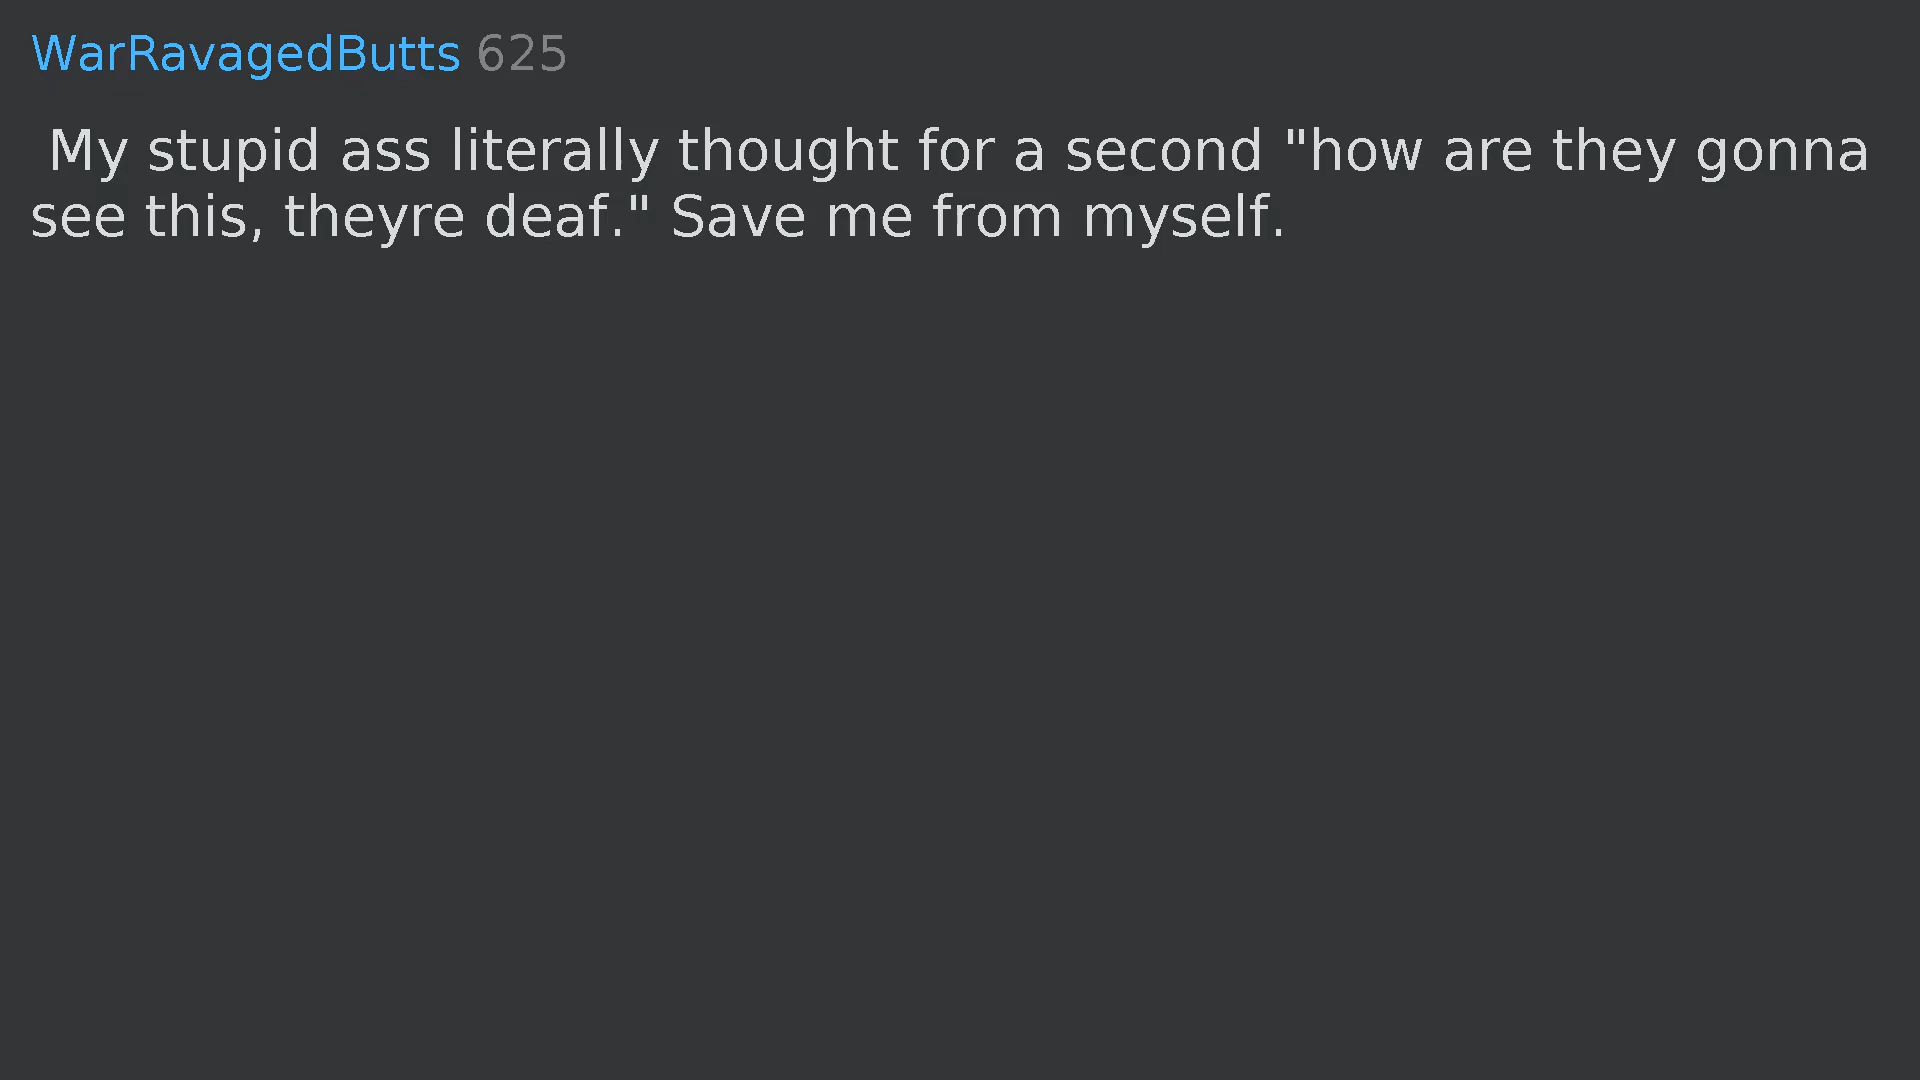 WarRavagedButts 625
My stupid ass literally thought for a second "how are they gonna
see this, theyre deaf." Save me from myself.